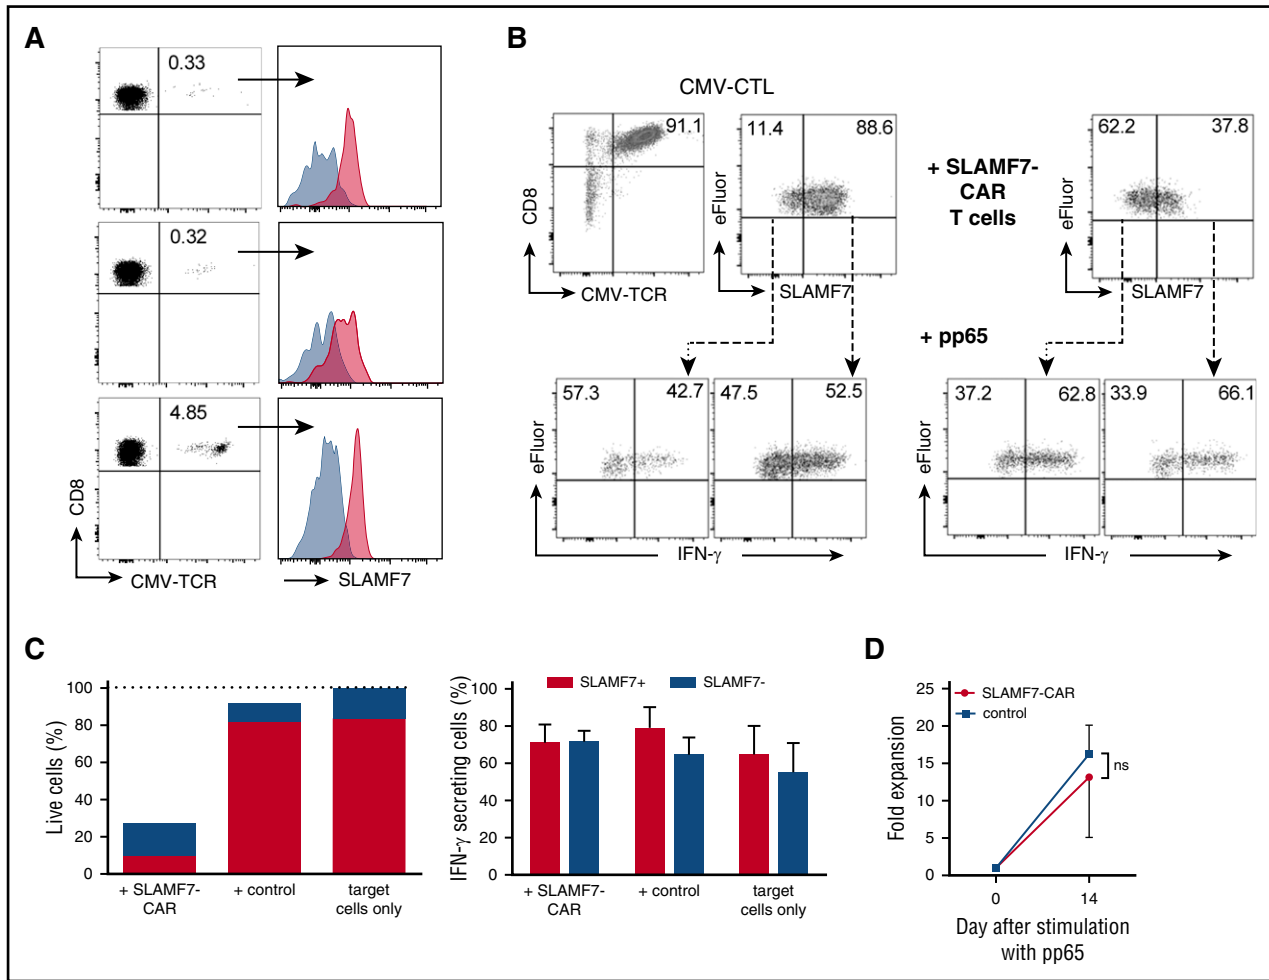 A
0.33
0.32
4.85
CD8
CMV-TCR
SLAMF7
B
CMV-CTL
91.1
CD8
CMV-TCR
11.4
88.6
eFluor
SLAMF7
+ SLAMF7-
CAR
T cells
62.2
37.8
eFluor
SLAMF7
+ pp65
57.3
42.7
47.5
52.5
eFluor
IFN-γ
37.2
62.8
33.9
66.1
eFluor
IFN-γ
C
Live cells (%)
100
80
60
40
20
0
+ SLAMF7-
CAR
+ control
target
cells only
IFN-γ secreting cells (%)
SLAMF7+
SLAMF7-
100
80
60
40
20
0
+ SLAMF7-
CAR
+ control
target
cells only
D
Fold expansion
25
20
15
10
5
0
SLAMF7-CAR
control
ns
0
14
Day after stimulation
with pp65